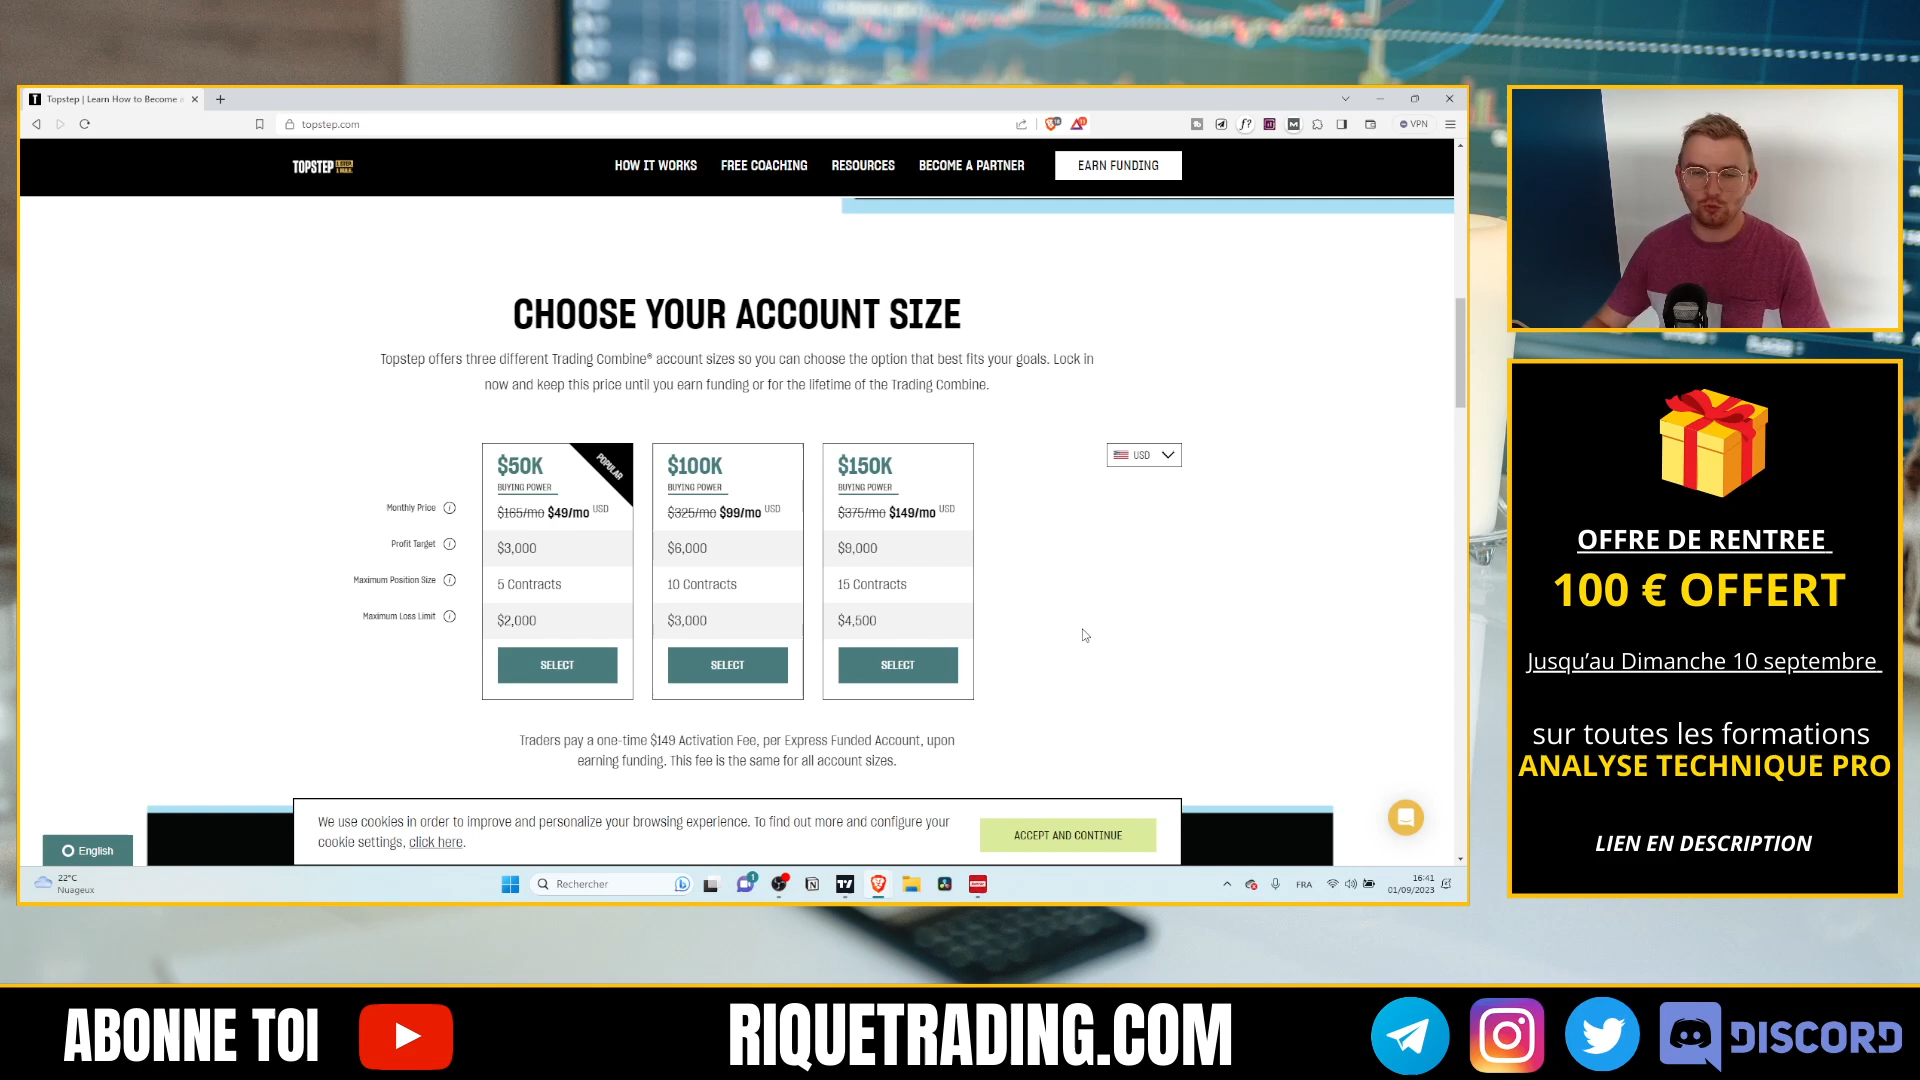 Topstep | Learn How to Become a
topstep.com
VPN
TOPSTEP 1 STEP. 1 RULE.
HOW IT WORKS
FREE COACHING
RESOURCES
BECOME A PARTNER
EARN FUNDING
CHOOSE YOUR ACCOUNT SIZE
Topstep offers three different Trading Combine® account sizes so you can choose the option that best fits your goals. Lock in
now and keep this price until you earn funding or for the lifetime of the Trading Combine.
USD
$50K
POPULAR
BUYING POWER
$100K
BUYING POWER
$150K
BUYING POWER
Monthly Price
$165/mo $49/mo USD
$325/mo $99/mo USD
$375/mo $149/mo USD
Profit Target
$3,000
$6,000
$9,000
Maximum Position Size
5 Contracts
10 Contracts
15 Contracts
Maximum Loss Limit
$2,000
$3,000
$4,500
SELECT
SELECT
SELECT
Traders pay a one-time $149 Activation Fee, per Express Funded Account, upon
earning funding. This fee is the same for all account sizes.
We use cookies in order to improve and personalize your browsing experience. To find out more and configure your
cookie settings, click here.
ACCEPT AND CONTINUE
English
22°C
Nuageux
Rechercher
FRA
16:41
01/09/2023
OFFRE DE RENTREE
100 € OFFERT
Jusqu'au Dimanche 10 septembre
sur toutes les formations
ANALYSE TECHNIQUE PRO
LIEN EN DESCRIPTION
ABONNE TOI
RIQUETRADING.COM
DISCORD